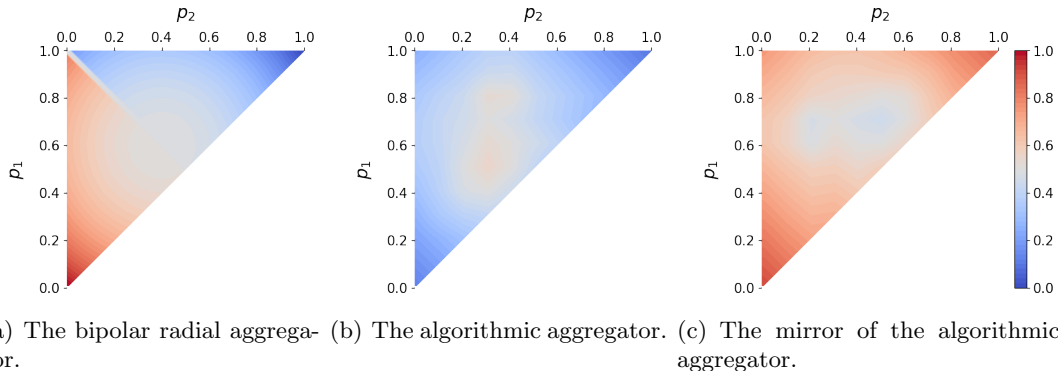 p2 p2 p2
0.0 0.2 0.4 0.6 0.8 1.0 0.0 0.2 0.4 0.6 0.8 1.0 0.0 0.2 0.4 0.6 0.8 1.0
1.0 1.0 1.0 1.0
0.8 0.8 0.8 0.8
0.6 0.6 0.6 0.6
p1 p1 p1
0.4 0.4 0.4 0.4
0.2 0.2 0.2 0.2
0.0 0.0 0.0 0.0
) The bipolar radial aggrega- (b) The algorithmic aggregator. (c) The mirror of the algorithmic
or. aggregator.